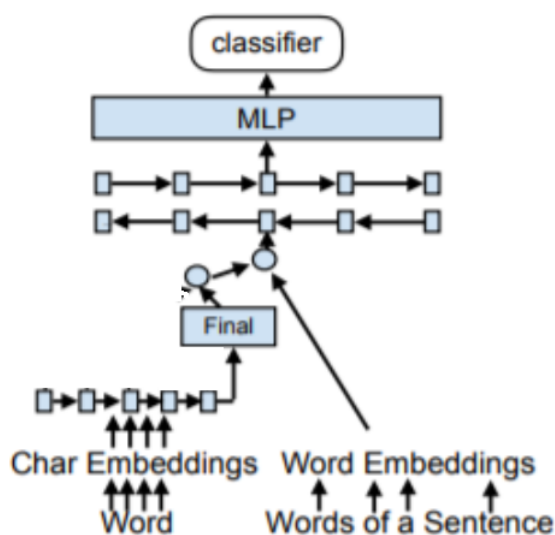 classifier
MLP
Final
Char Embeddings Word Embeddings
Word Words of a Sentence